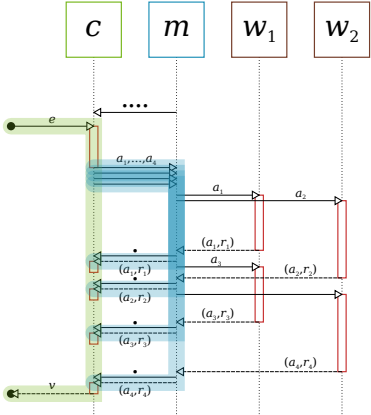 c m w₁ w₂
••••
e
a₁,...,a₄
a₁
a₂
(a₁,r₁)
•
(a₁,r₁)
a₃
(a₂,r₂)
•
(a₂,r₂)
(a₃,r₃)
•
(a₃,r₃)
(a₄,r₄)
•
(a₄,r₄)
v